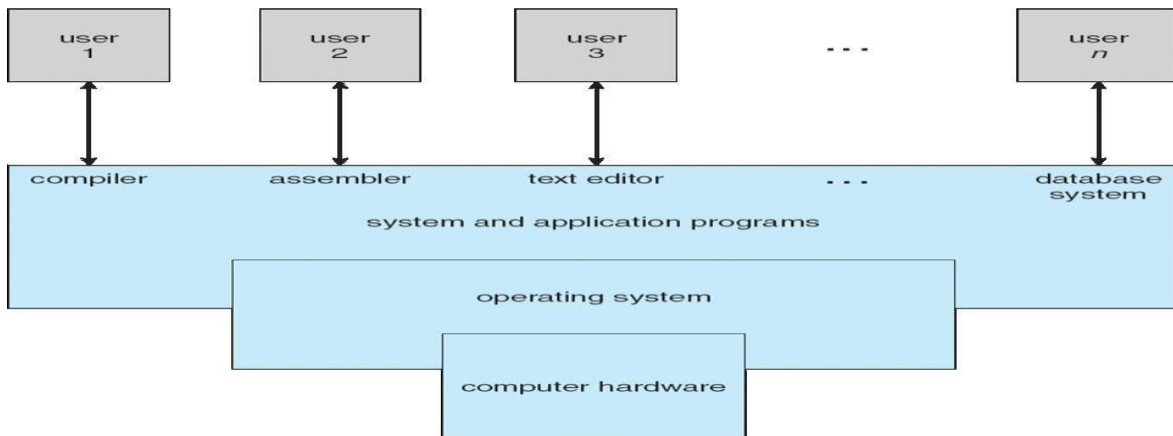 user
1
user
2
user
3
...
user
n
compiler
assembler
text editor
...
database
system
system and application programs
operating system
computer hardware